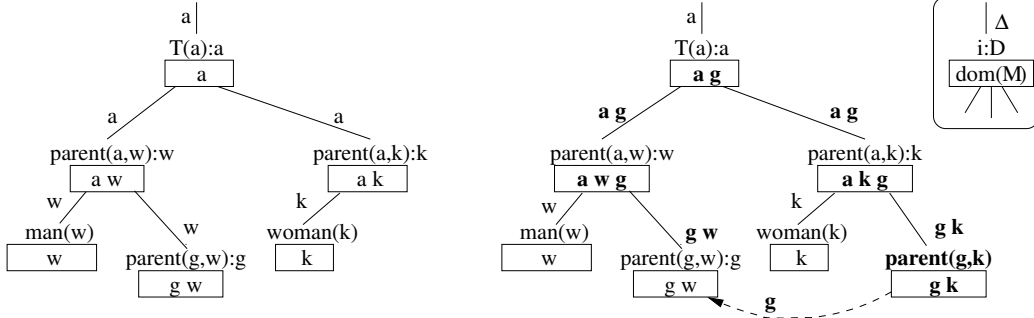 a
T(a):a
a
a
a
parent(a,w):w
parent(a,k):k
a w
a k
w
w
k
man(w)
woman(k)
w
parent(g,w):g
k
g w
a
T(a):a
a g
a g
a g
parent(a,w):w
parent(a,k):k
a w g
a k g
w
g w
k
g k
man(w)
woman(k)
w
parent(g,w):g
k
parent(g,k)
g w
g k
g
Δ
i:D
dom(M)